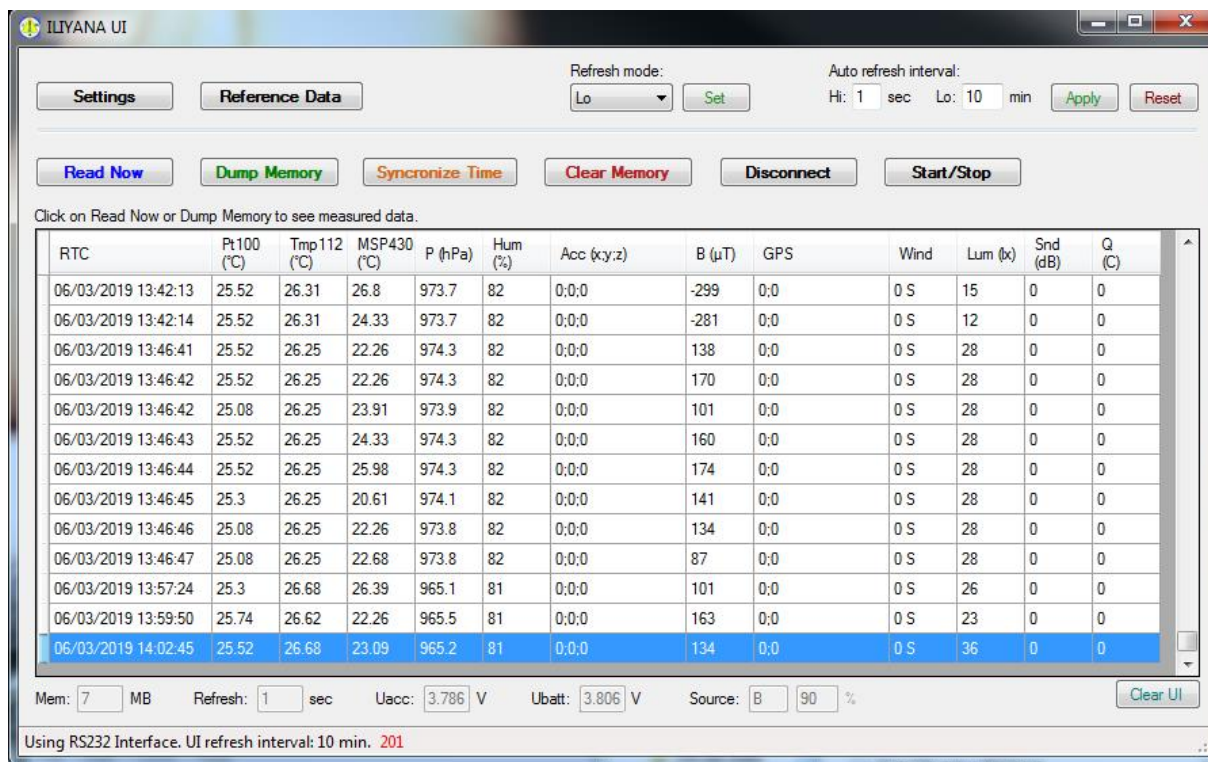 ILIYANA UI
Refresh mode: Auto refresh interval:
Settings Reference Data Lo Set Hi: 1 sec Lo: 10 min Apply Reset
Read Now Dump Memory Syncronize Time Clear Memory Disconnect Start/Stop
Click on Read Now or Dump Memory to see measured data.
RTC Pt100 (°C) Tmp112 (°C) MSP430 (°C) P (hPa) Hum (%) Acc (x;y;z) B (µT) GPS Wind Lum (lx) Snd (dB) Q (C)
06/03/2019 13:42:13 25.52 26.31 26.8 973.7 82 0;0;0 -299 0;0 0 S 15 0 0
06/03/2019 13:42:14 25.52 26.31 24.33 973.7 82 0;0;0 -281 0;0 0 S 12 0 0
06/03/2019 13:46:41 25.52 26.25 22.26 974.3 82 0;0;0 138 0;0 0 S 28 0 0
06/03/2019 13:46:42 25.52 26.25 22.26 974.3 82 0;0;0 170 0;0 0 S 28 0 0
06/03/2019 13:46:42 25.08 26.25 23.91 973.9 82 0;0;0 101 0;0 0 S 28 0 0
06/03/2019 13:46:43 25.52 26.25 24.33 974.3 82 0;0;0 160 0;0 0 S 28 0 0
06/03/2019 13:46:44 25.52 26.25 25.98 974.3 82 0;0;0 174 0;0 0 S 28 0 0
06/03/2019 13:46:45 25.3 26.25 20.61 974.1 82 0;0;0 141 0;0 0 S 28 0 0
06/03/2019 13:46:46 25.08 26.25 22.26 973.8 82 0;0;0 134 0;0 0 S 28 0 0
06/03/2019 13:46:47 25.08 26.25 22.68 973.8 82 0;0;0 87 0;0 0 S 28 0 0
06/03/2019 13:57:24 25.3 26.68 26.39 965.1 81 0;0;0 101 0;0 0 S 26 0 0
06/03/2019 13:59:50 25.74 26.62 22.26 965.5 81 0;0;0 163 0;0 0 S 23 0 0
06/03/2019 14:02:45 25.52 26.68 23.09 965.2 81 0;0;0 134 0;0 0 S 36 0 0
Mem: 7 MB Refresh: 1 sec Uacc: 3.786 V Ubatt: 3.806 V Source: B 90 % Clear UI
Using RS232 Interface. UI refresh interval: 10 min. 201